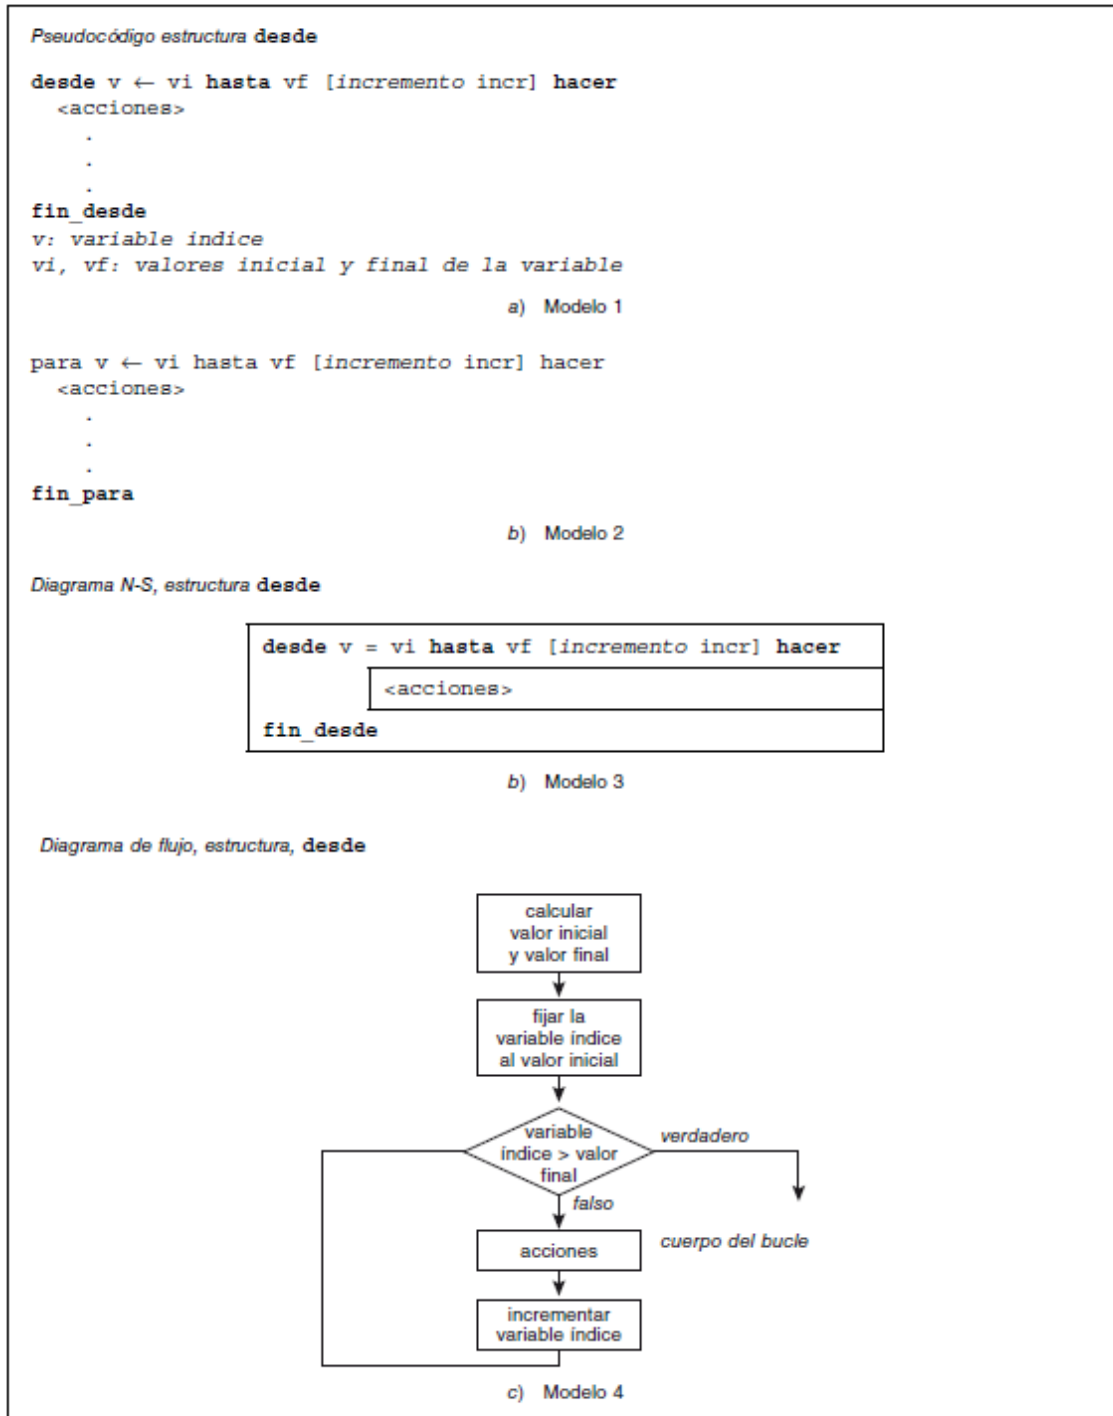 Pseudocódigo estructura desde
desde v ← vi hasta vf [incremento incr] hacer
<acciones>
.
.
.
fin_desde
v: variable indice
vi, vf: valores inicial y final de la variable
a) Modelo 1
para v ← vi hasta vf [incremento incr] hacer
<acciones>
.
.
.
fin_para
b) Modelo 2
Diagrama N-S, estructura desde
desde v = vi hasta vf [incremento incr] hacer
<acciones>
fin_desde
b) Modelo 3
Diagrama de flujo, estructura, desde
calcular
valor inicial
y valor final
fijar la
variable índice
al valor inicial
variable
índice > valor
final
verdadero
falso
acciones
cuerpo del bucle
incrementar
variable índice
c) Modelo 4